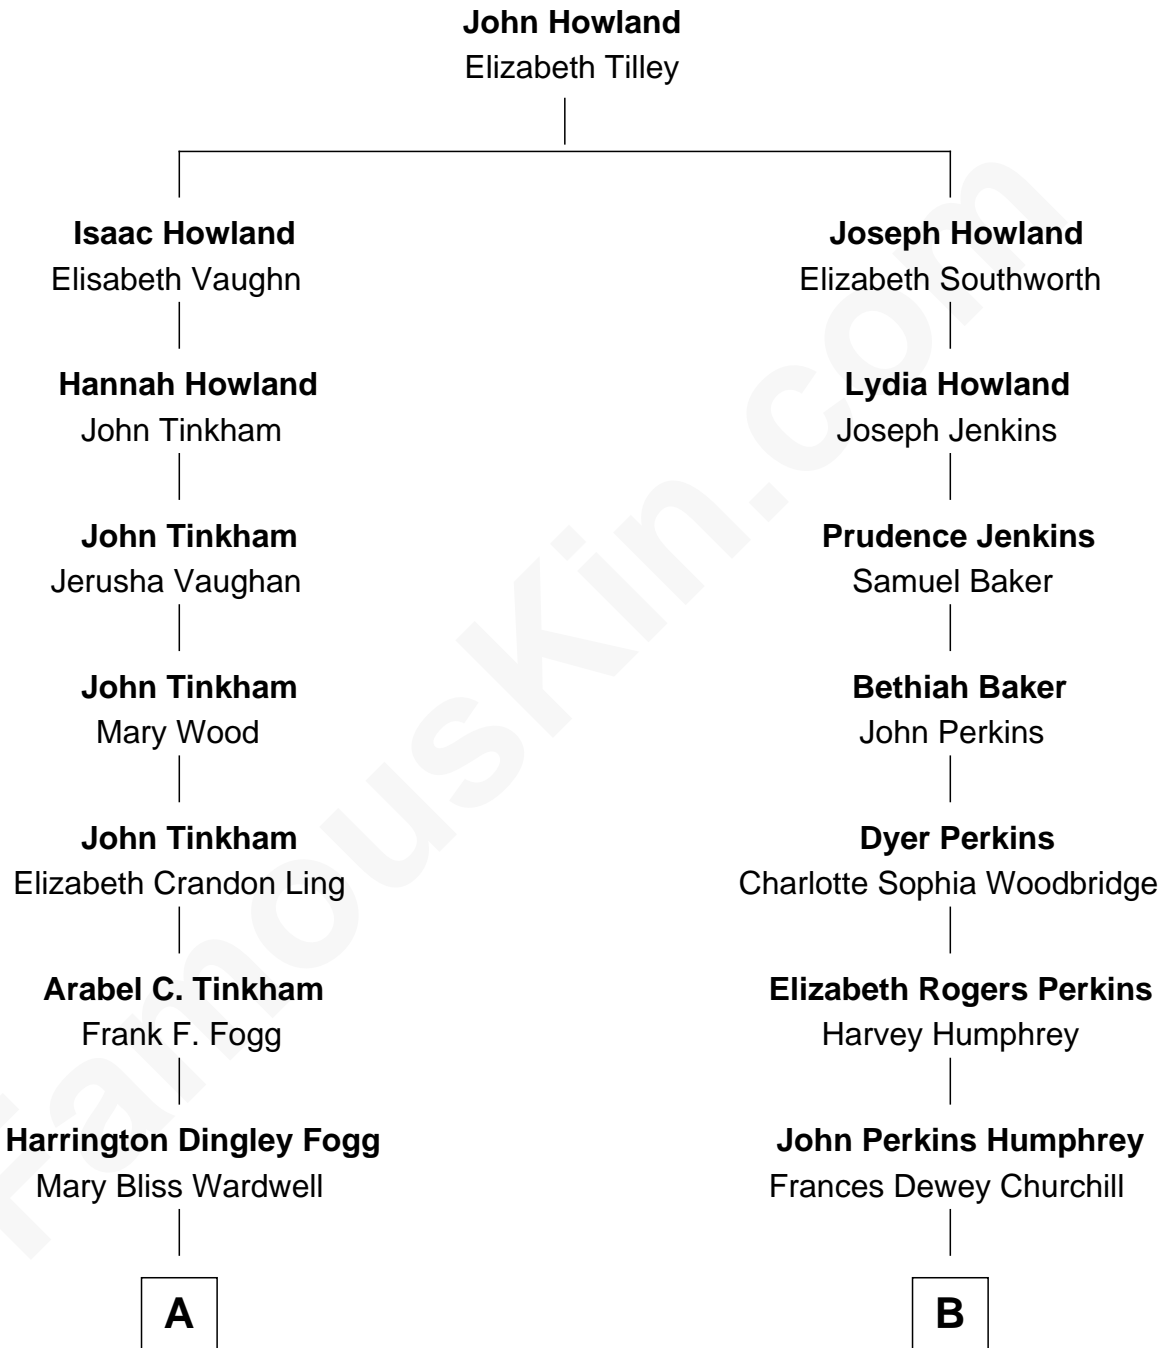 John Howland
Elizabeth Tilley
Isaac Howland
Elisabeth Vaughn
Hannah Howland
John Tinkham
John Tinkham
Jerusha Vaughan
John Tinkham
Mary Wood
John Tinkham
Elizabeth Crandon Ling
Arabel C. Tinkham
Frank F. Fogg
Harrington Dingley Fogg
Mary Bliss Wardwell
A
Joseph Howland
Elizabeth Southworth
Lydia Howland
Joseph Jenkins
Prudence Jenkins
Samuel Baker
Bethiah Baker
John Perkins
Dyer Perkins
Charlotte Sophia Woodbridge
Elizabeth Rogers Perkins
Harvey Humphrey
John Perkins Humphrey
Frances Dewey Churchill
B
FamousKin.com